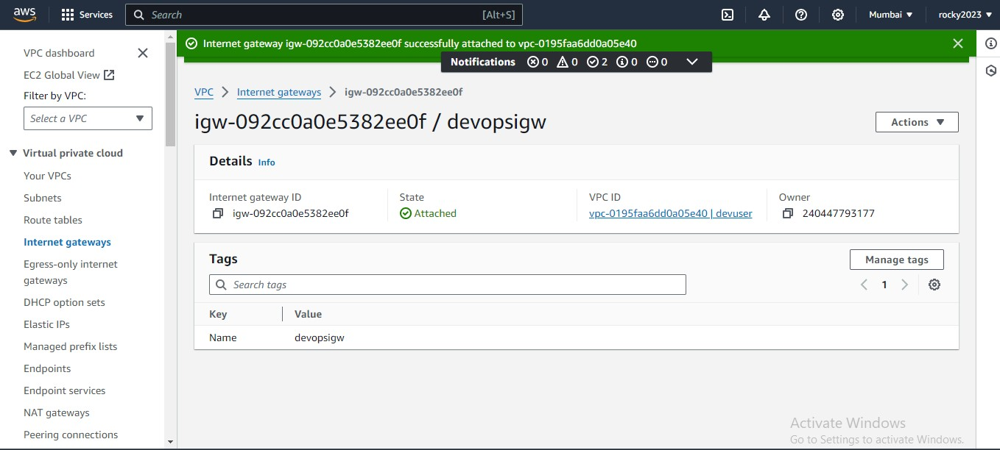 aws Services Search [Alt+S] Mumbai rocky2023
VPC dashboard
EC2 Global View
Filter by VPC:
Select a VPC
Virtual private cloud
Your VPCs
Subnets
Route tables
Internet gateways
Egress-only internet
gateways
DHCP option sets
Elastic IPs
Managed prefix lists
Endpoints
Endpoint services
NAT gateways
Peering connections
Internet gateway igw-092cc0a0e5382ee0f successfully attached to vpc-0195faa6dd0a05e40
Notifications 0 0 2 0 0
VPC Internet gateways igw-092cc0a0e5382ee0f
igw-092cc0a0e5382ee0f / devopsigw
Actions
Details Info
Internet gateway ID
igw-092cc0a0e5382ee0f
State
Attached
VPC ID
vpc-0195faa6dd0a05e40 | devuser
Owner
240447793177
Tags
Manage tags
Search tags
1
Key Value
Name devopsigw
Activate Windows
Go to Settings to activate Windows.